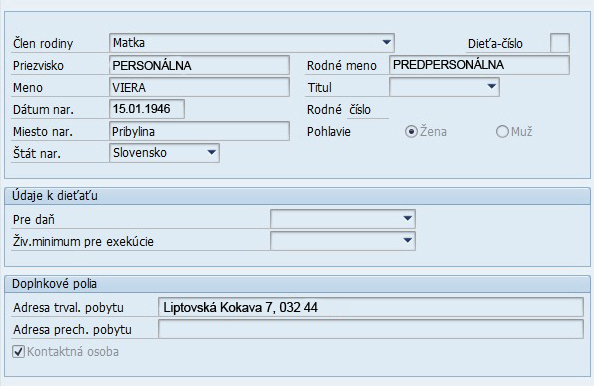 Člen rodiny Matka Dieťa-číslo
Priezvisko PERSONÁLNA Rodné meno PREDPERSONÁLNA
Meno VIERA Titul
Dátum nar. 15.01.1946 Rodné číslo
Miesto nar. Pribylina Pohlavie Žena Muž
Štát nar. Slovensko
Údaje k dieťaťu
Pre daň
Živ.minimum pre exekúcie
Doplnkové polia
Adresa trval. pobytu Liptovská Kokava 7, 032 44
Adresa prech. pobytu
Kontaktná osoba